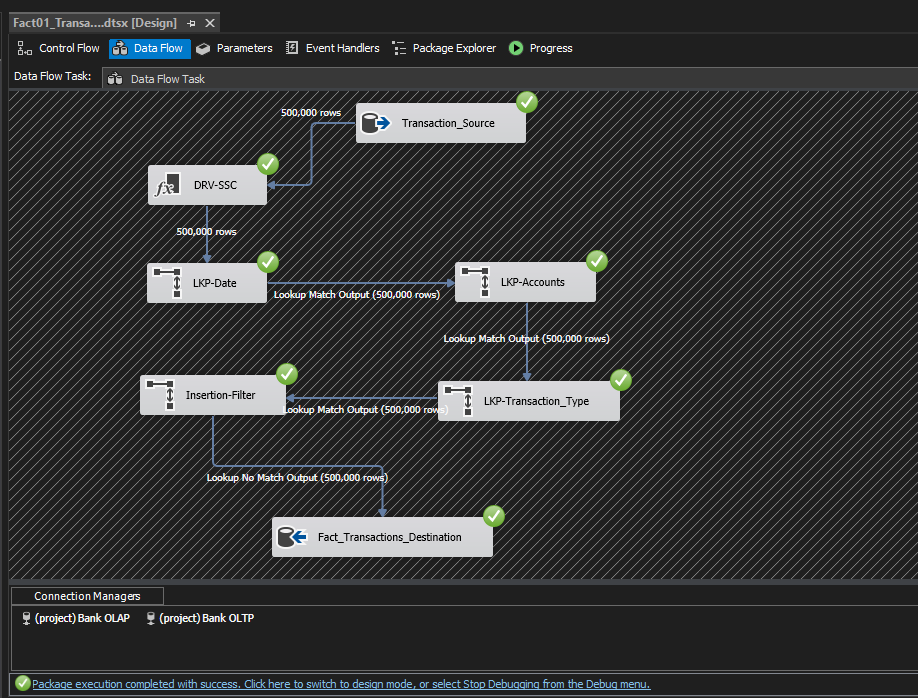 Fact01_Transa....dtsx [Design]
Control Flow Data Flow Parameters Event Handlers Package Explorer Progress
Data Flow Task: Data Flow Task
500,000 rows
Transaction_Source
DRV-SSC
500,000 rows
LKP-Date
LKP-Accounts
Lookup Match Output (500,000 rows)
Lookup Match Output (500,000 rows)
Insertion-Filter
LKP-Transaction_Type
Lookup Match Output (500,000 rows)
Lookup No Match Output (500,000 rows)
Fact_Transactions_Destination
Connection Managers
(project) Bank OLAP (project) Bank OLTP
Package execution completed with success. Click here to switch to design mode, or select Stop Debugging from the Debug menu.